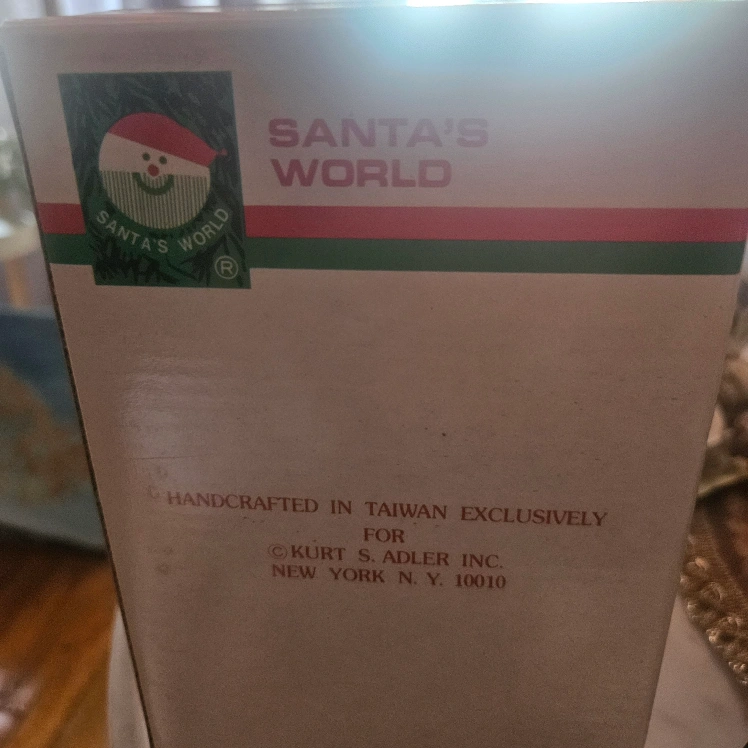 SANTA'S WORLD
®
SANTA'S
WORLD
HANDCRAFTED IN TAIWAN EXCLUSIVELY
FOR
©KURT S. ADLER INC.
NEW YORK N. Y. 10010